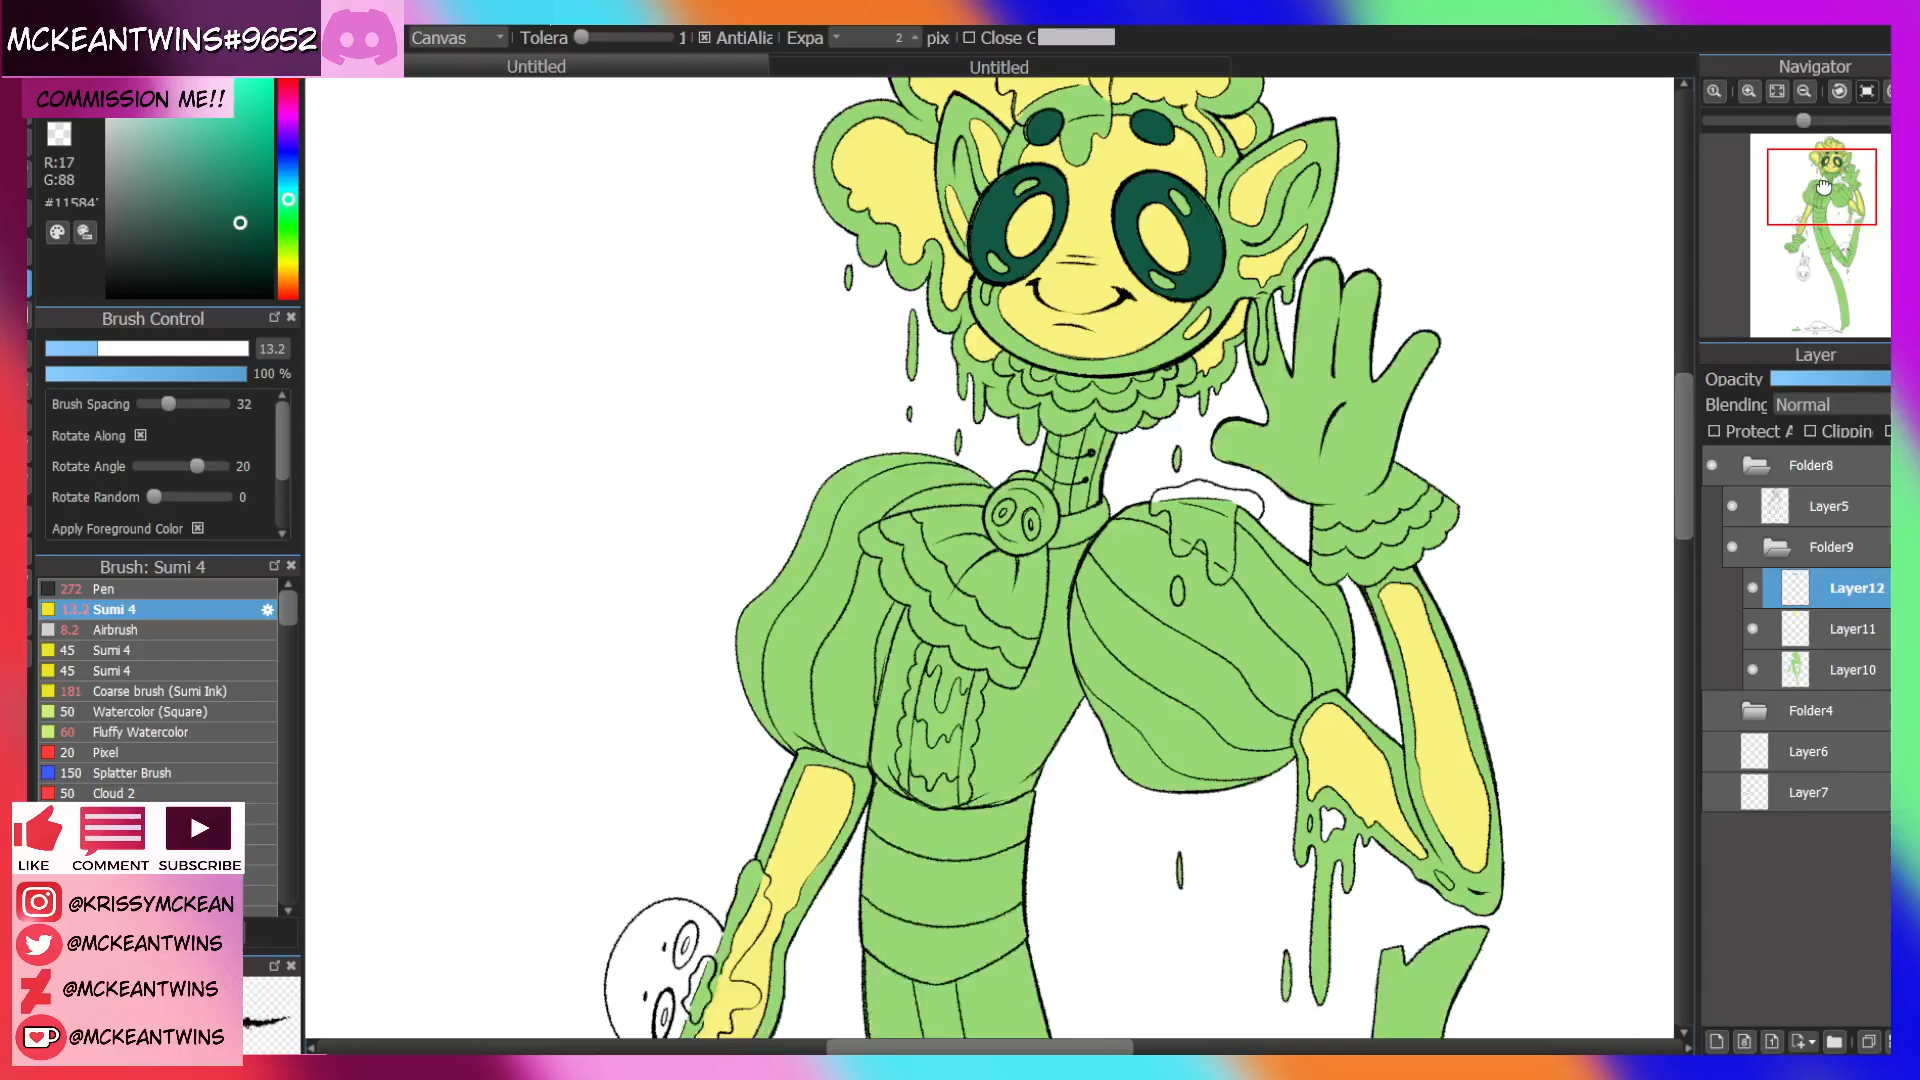 MCKEANTWINS#9652
COMMISSION ME!!
Canvas
Tolera
1
AntiAlia
Expa
2
pix
Close G
Untitled
Untitled
Navigator
R:17
G:88
#11584
Brush Control
13.2
100 %
Brush Spacing 32
Rotate Along
Rotate Angle 20
Rotate Random 0
Apply Foreground Color
Brush: Sumi 4
272 Pen
13.2 Sumi 4
8.2 Airbrush
45 Sumi 4
45 Sumi 4
181 Coarse brush (Sumi Ink)
50 Watercolor (Square)
60 Fluffy Watercolor
20 Pixel
150 Splatter Brush
50 Cloud 2
LIKE COMMENT SUBSCRIBE
@KRISSYMCKEAN
@MCKEANTWINS
@MCKEANTWINS
@MCKEANTWINS
Layer
Opacity
Blending Normal
Protect A Clippin
Folder8
Layer5
Folder9
Layer12
Layer11
Layer10
Folder4
Layer6
Layer7